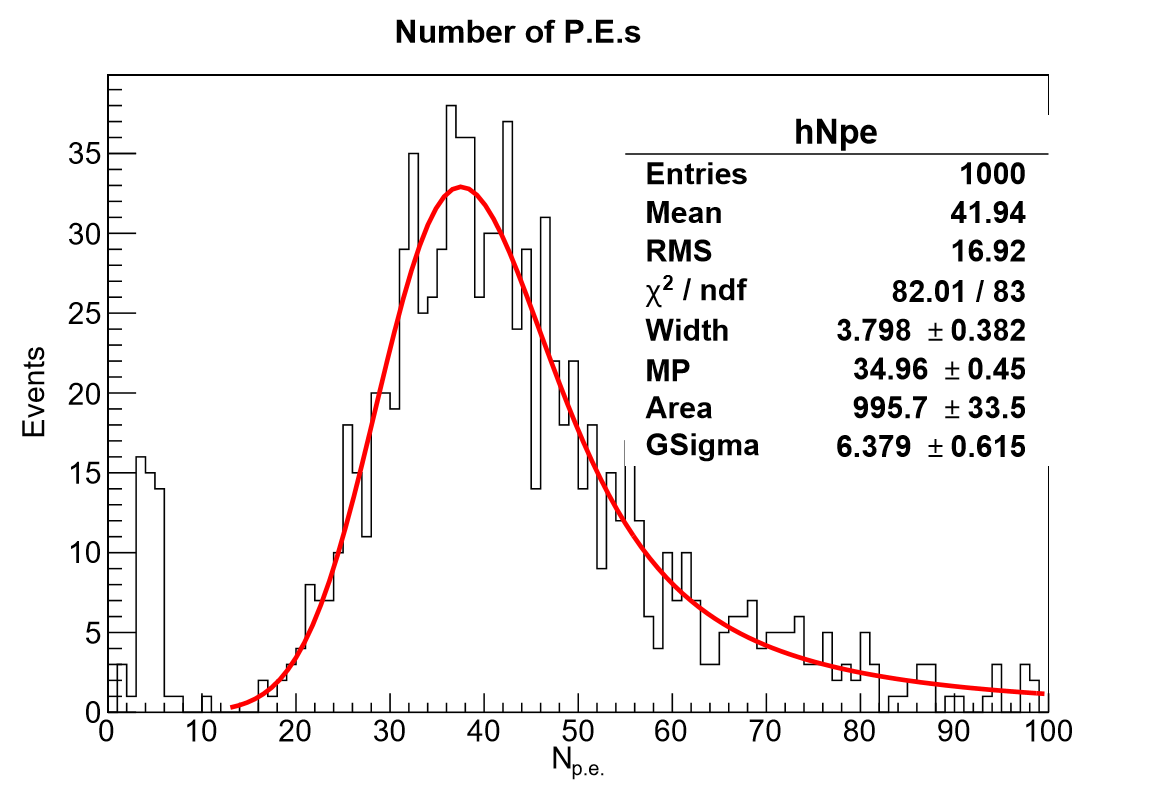 Number of P.E.s
hNpe
Entries 1000
Mean 41.94
RMS 16.92
χ² / ndf 82.01 / 83
Width 3.798 ± 0.382
MP 34.96 ± 0.45
Area 995.7 ± 33.5
GSigma 6.379 ± 0.615
Events
35
30
25
20
15
10
5
0
0 10 20 30 40 50 60 70 80 90 100
Np.e.